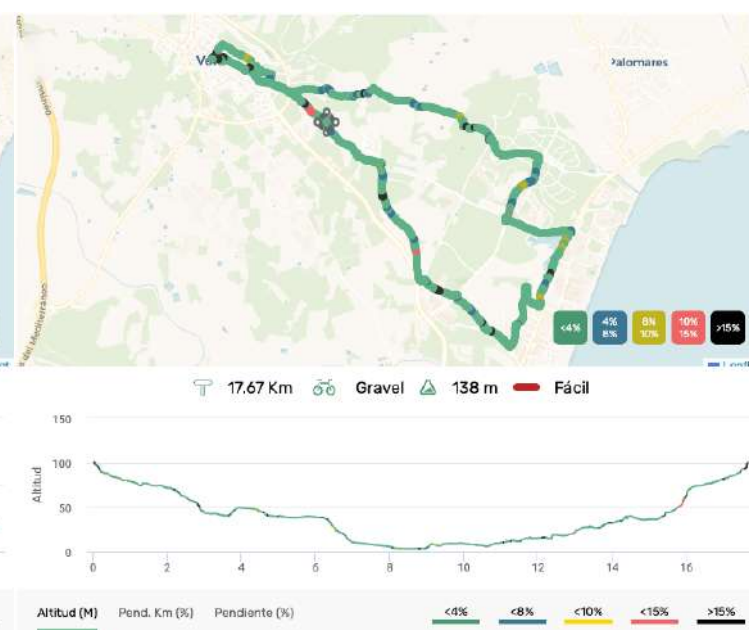 Palomares
del Mediterráneo
<4%
4%
8%
8%
10%
10%
15%
>15%
17.67 Km Gravel 138 m Fácil
150
100
50
0
Altitud
0 2 4 6 8 10 12 14 16
Altitud (M) Pend. Km (%) Pendiente (%) <4% <8% <10% <15% >15%